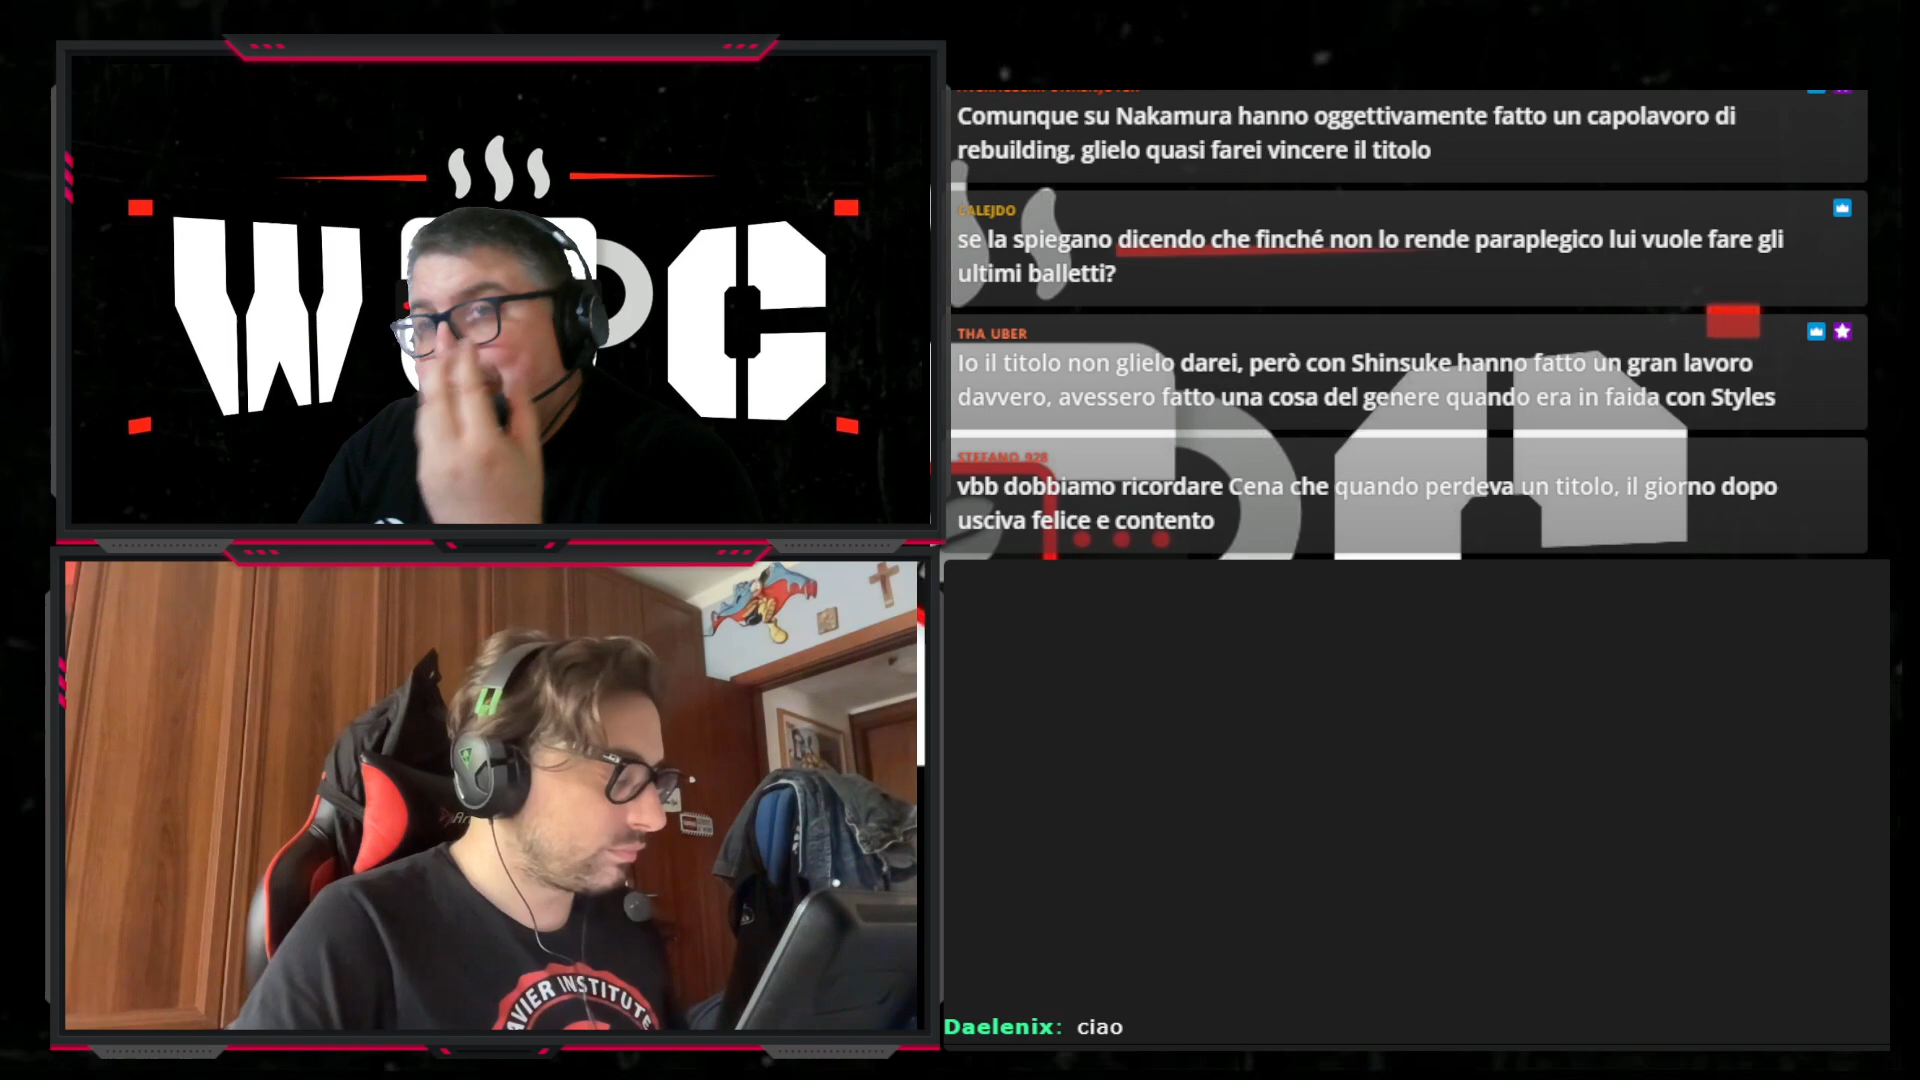 W C
Comunque su Nakamura hanno oggettivamente fatto un capolavoro di
rebuilding, glielo quasi farei vincere il titolo
CALEJDO
se la spiegano dicendo che finché non lo rende paraplegico lui vuole fare gli
ultimi balletti?
THA UBER
Io il titolo non glielo darei, però con Shinsuke hanno fatto un gran lavoro
davvero, avessero fatto una cosa del genere quando era in faida con Styles
STEFANO_928
vbb dobbiamo ricordare Cena che quando perdeva un titolo, il giorno dopo
usciva felice e contento
AVIER INSTITUTE
Daelenix: ciao